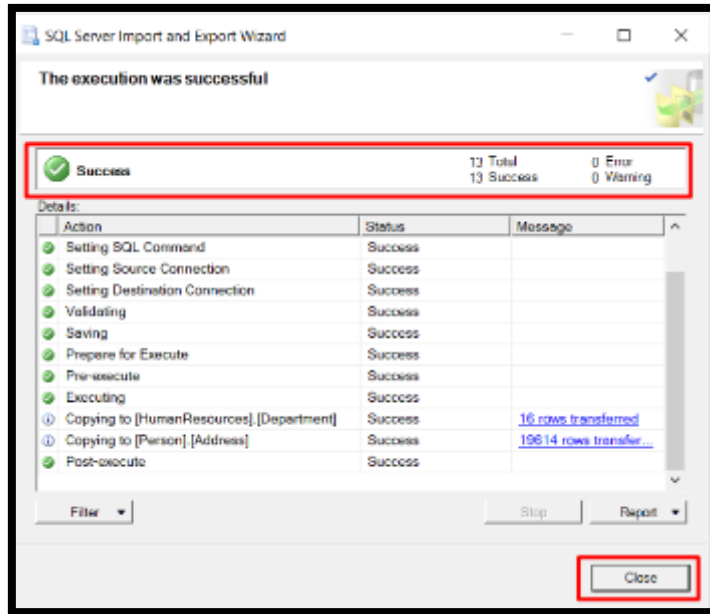 SQL Server Import and Export Wizard
The execution was successful
Success
13 Total 0 Error
13 Success 0 Warning
Details:
Action Status Message
Setting SQL Command Success
Setting Source Connection Success
Setting Destination Connection Success
Validating Success
Saving Success
Prepare for Execute Success
Pre-execute Success
Executing Success
Copying to [HumanResources].[Department] Success 16 rows transferred
Copying to [Person].[Address] Success 19614 rows transfer...
Post-execute Success
Filter Stop Report
Close